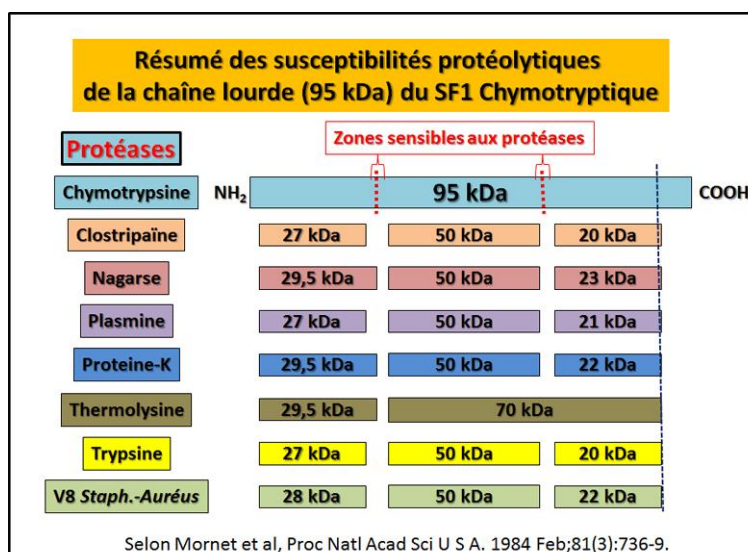 Résumé des susceptibilités protéolytiques
de la chaîne lourde (95 kDa) du SF1 Chymotryptique
Zones sensibles aux protéases
Protéases
Chymotrypsine NH2 95 kDa COOH
Clostripaïne 27 kDa 50 kDa 20 kDa
Nagarse 29,5 kDa 50 kDa 23 kDa
Plasmine 27 kDa 50 kDa 21 kDa
Proteine-K 29,5 kDa 50 kDa 22 kDa
Thermolysine 29,5 kDa 70 kDa
Trypsine 27 kDa 50 kDa 20 kDa
V8 Staph.-Auréus 28 kDa 50 kDa 22 kDa
Selon Mornet et al, Proc Natl Acad Sci U S A. 1984 Feb;81(3):736-9.